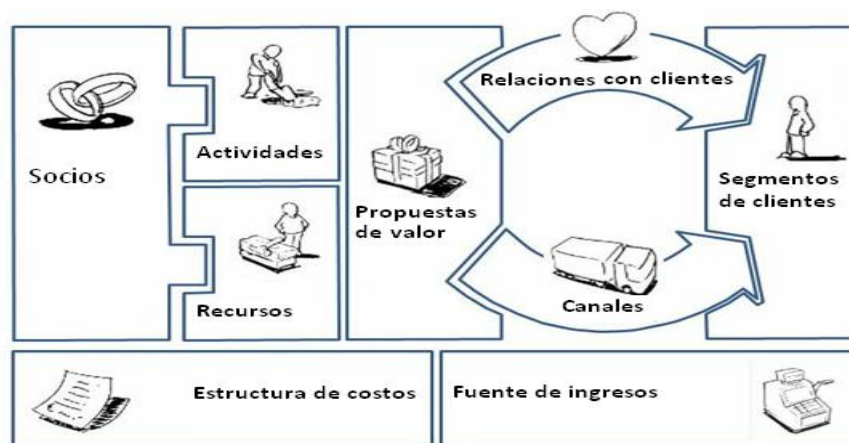 Socios
Actividades
Recursos
Propuestas
de valor
Relaciones con clientes
Canales
Segmentos
de clientes
Estructura de costos
Fuente de ingresos